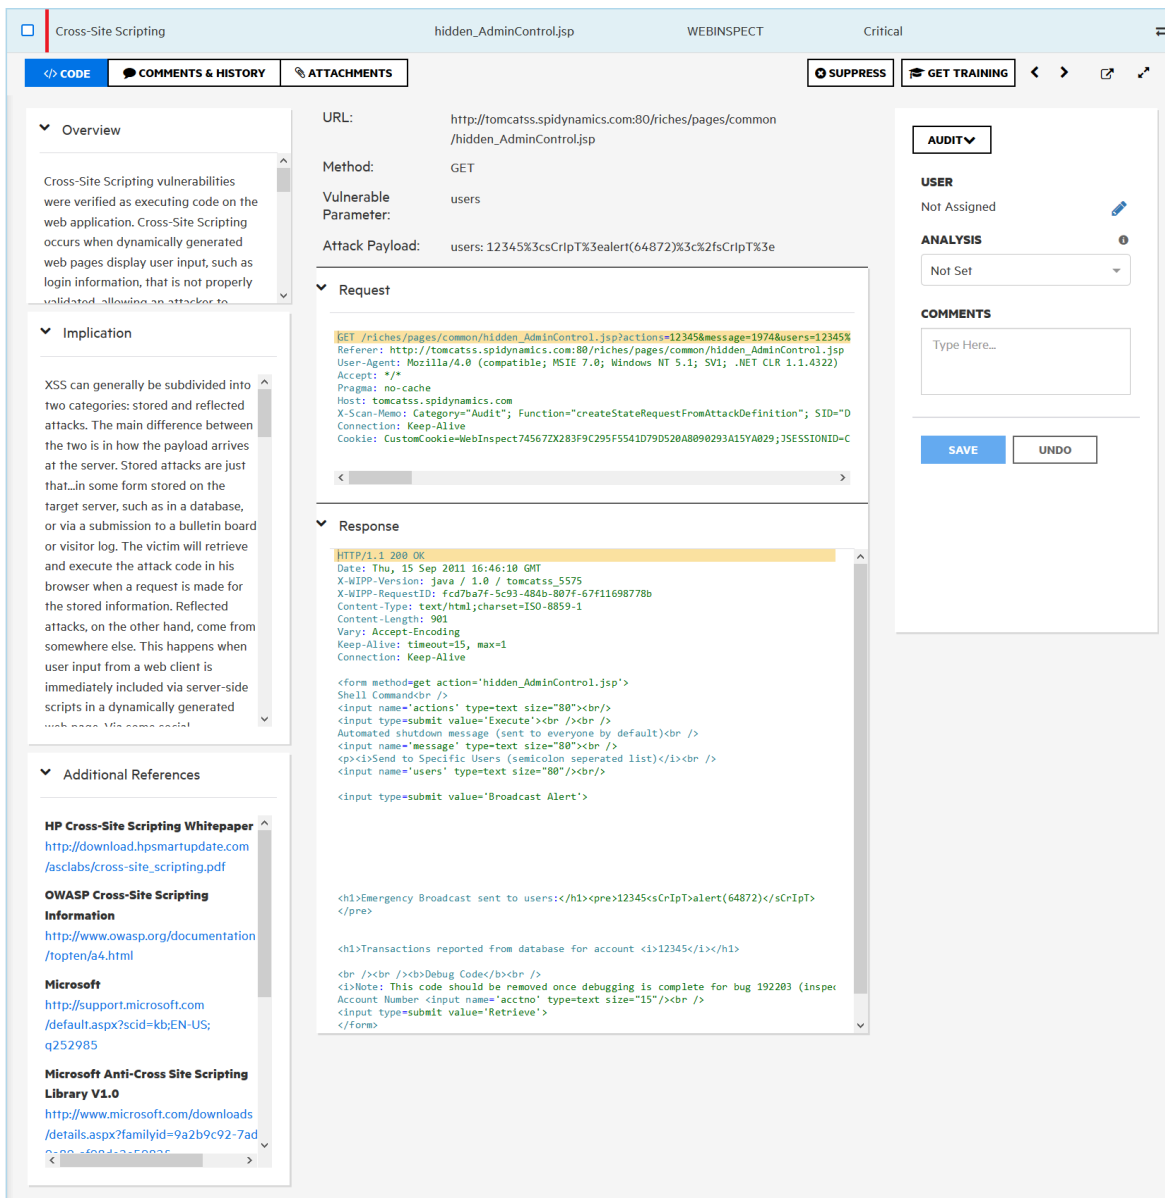 Cross-Site Scripting hidden_AdminControl.jsp WEBINSPECT Critical
</> CODE COMMENTS & HISTORY ATTACHMENTS SUPPRESS GET TRAINING
Overview
Cross-Site Scripting vulnerabilities
were verified as executing code on the
web application. Cross-Site Scripting
occurs when dynamically generated
web pages display user input, such as
login information, that is not properly
validated, allowing an attacker to
Implication
XSS can generally be subdivided into
two categories: stored and reflected
attacks. The main difference between
the two is in how the payload arrives
at the server. Stored attacks are just
that...in some form stored on the
target server, such as in a database,
or via a submission to a bulletin board
or visitor log. The victim will retrieve
and execute the attack code in his
browser when a request is made for
the stored information. Reflected
attacks, on the other hand, come from
somewhere else. This happens when
user input from a web client is
immediately included via server-side
scripts in a dynamically generated
web page. Via some social
Additional References
HP Cross-Site Scripting Whitepaper
http://download.hpsmartupdate.com
/asclabs/cross-site_scripting.pdf
OWASP Cross-Site Scripting
Information
http://www.owasp.org/documentation
/topten/a4.html
Microsoft
http://support.microsoft.com
/default.aspx?scid=kb;EN-US;
q252985
Microsoft Anti-Cross Site Scripting
Library V1.0
http://www.microsoft.com/downloads
/details.aspx?familyid=9a2b9c92-7ad
URL: http://tomcatss.spidynamics.com:80/riches/pages/common
/hidden_AdminControl.jsp
Method: GET
Vulnerable
Parameter: users
Attack Payload: users: 12345%3csCrIpT%3ealert(64872)%3c%2fsCrIpT%3e
Request
GET /riches/pages/common/hidden_AdminControl.jsp?actions=12345&message=1974&users=12345%
Referer: http://tomcatss.spidynamics.com:80/riches/pages/common/hidden_AdminControl.jsp
User-Agent: Mozilla/4.0 (compatible; MSIE 7.0; Windows NT 5.1; SV1; .NET CLR 1.1.4322)
Accept: */*
Pragma: no-cache
Host: tomcatss.spidynamics.com
X-Scan-Memo: Category="Audit"; Function="createStateRequestFromAttackDefinition"; SID="D
Connection: Keep-Alive
Cookie: CustomCookie=WebInspect74567ZX283F9C295F5541D79D520A8090293A15YA029;JSESSIONID=C
Response
HTTP/1.1 200 OK
Date: Thu, 15 Sep 2011 16:46:10 GMT
X-WIPP-Version: java / 1.0 / tomcatss_5575
X-WIPP-RequestID: fcd7ba7f-5c93-484b-807f-67f11698778b
Content-Type: text/html;charset=ISO-8859-1
Content-Length: 901
Vary: Accept-Encoding
Keep-Alive: timeout=15, max=1
Connection: Keep-Alive
<form method=get action='hidden_AdminControl.jsp'>
Shell Command<br />
<input name='actions' type=text size="80"><br/>
<input type=submit value='Execute'><br /><br />
Automated shutdown message (sent to everyone by default)<br />
<input name='message' type=text size="80"><br />
<p><i>Send to Specific Users (semicolon seperated list)</i><br />
<input name='users' type=text size="80"/><br/>
<input type=submit value='Broadcast Alert'>
<h1>Emergency Broadcast sent to users:</h1><pre>12345<sCrIpT>alert(64872)</sCrIpT>
</pre>
<h1>Transactions reported from database for account <i>12345</i></h1>
<br /><br /><b>Debug Code</b><br />
<i>Note: This code should be removed once debugging is complete for bug 192203 (inspec
Account Number <input name='acctno' type=text size="15"/><br />
<input type=submit value='Retrieve'>
</form>
AUDIT
USER
Not Assigned
ANALYSIS
Not Set
COMMENTS
Type Here...
SAVE UNDO